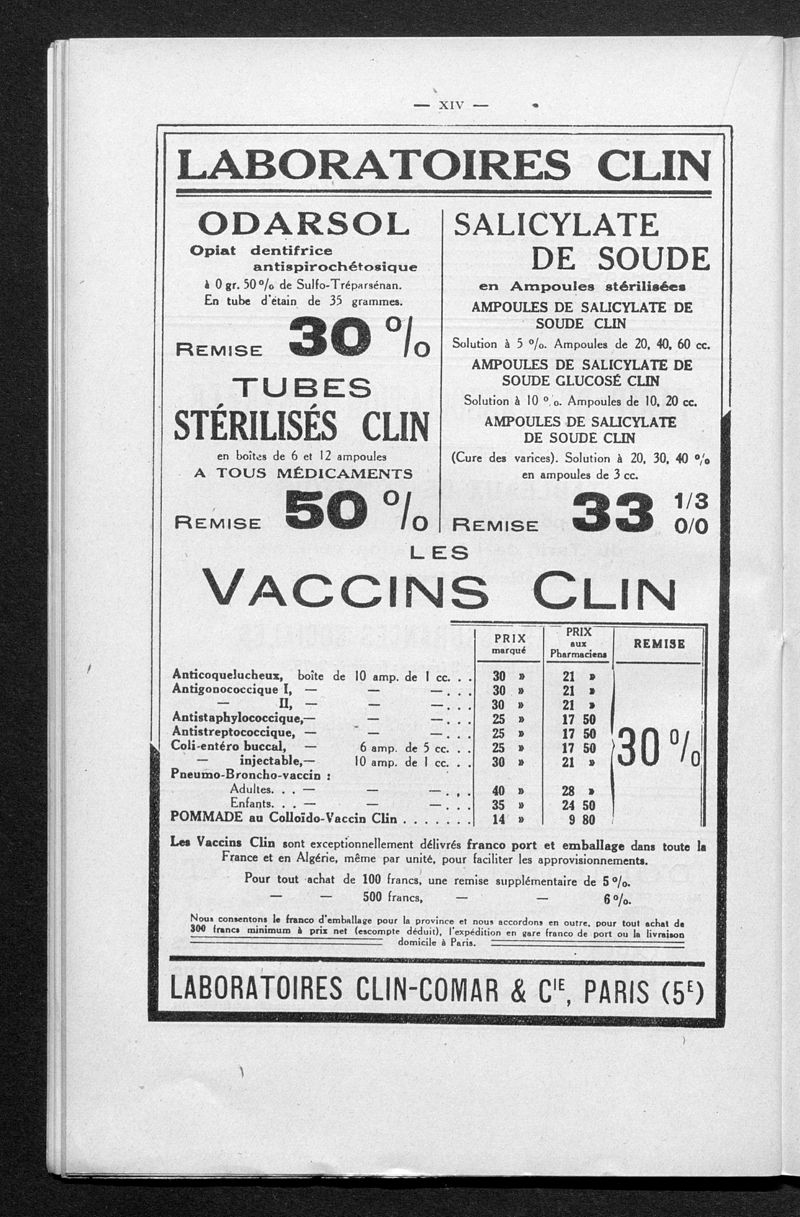 — XIV —
LABORATOIRES CLIN
ODARSOL
Opiat dentifrice
antispirochétosique
à 0 gr. 50 % de Sulfo-Tréparsénan.
En tube d'étain de 35 grammes.
REMISE 30 %
TUBES
STÉRILISÉS CLIN
en boîtes de 6 et 12 ampoules
A TOUS MÉDICAMENTS
REMISE 50 %
SALICYLATE
DE SOUDE
en Ampoules stérilisées
AMPOULES DE SALICYLATE DE
SOUDE CLIN
Solution à 5 %. Ampoules de 20, 40, 60 cc.
AMPOULES DE SALICYLATE DE
SOUDE GLUCOSÉ CLIN
Solution à 10 %. Ampoules de 10, 20 cc.
AMPOULES DE SALICYLATE
DE SOUDE CLIN
(Cure des varices). Solution à 20, 30, 40 %
en ampoules de 3 cc.
REMISE 33 1/3 0/0
LES
VACCINS CLIN
PRIX marqué PRIX aux Pharmaciens REMISE
Anticoquelucheux, boîte de 10 amp. de 1 cc. . . 30 » 21 »
Antigonococcique I, — — — . . . 30 » 21 »
— II, — — — . . . 30 » 21 »
Antistaphylococcique, — — — . . . 25 » 17 50
Antistreptococcique, — — — . . . 25 » 17 50
Coli-entéro buccal, — 6 amp. de 5 cc. . . 25 » 17 50
— injectable, — 10 amp. de 1 cc. . . 30 » 21 »
30 %
Pneumo-Broncho-vaccin :
Adultes. . . — — — . . . 40 » 28 »
Enfants. . . — — — . . . 35 » 24 50
POMMADE au Colloïdo-Vaccin Clin . . . . . . . 14 » 9 80
Les Vaccins Clin sont exceptionnellement délivrés franco port et emballage dans toute la
France et en Algérie, même par unité, pour faciliter les approvisionnements.
Pour tout achat de 100 francs, une remise supplémentaire de 5 %.
— — 500 francs, — — 6 %.
Nous consentons le franco d'emballage pour la province et nous accordons en outre, pour tout achat de
300 francs minimum à prix net (escompte déduit), l'expédition en gare franco de port ou la livraison
domicile à Paris.
LABORATOIRES CLIN-COMAR & CIE, PARIS (5E)